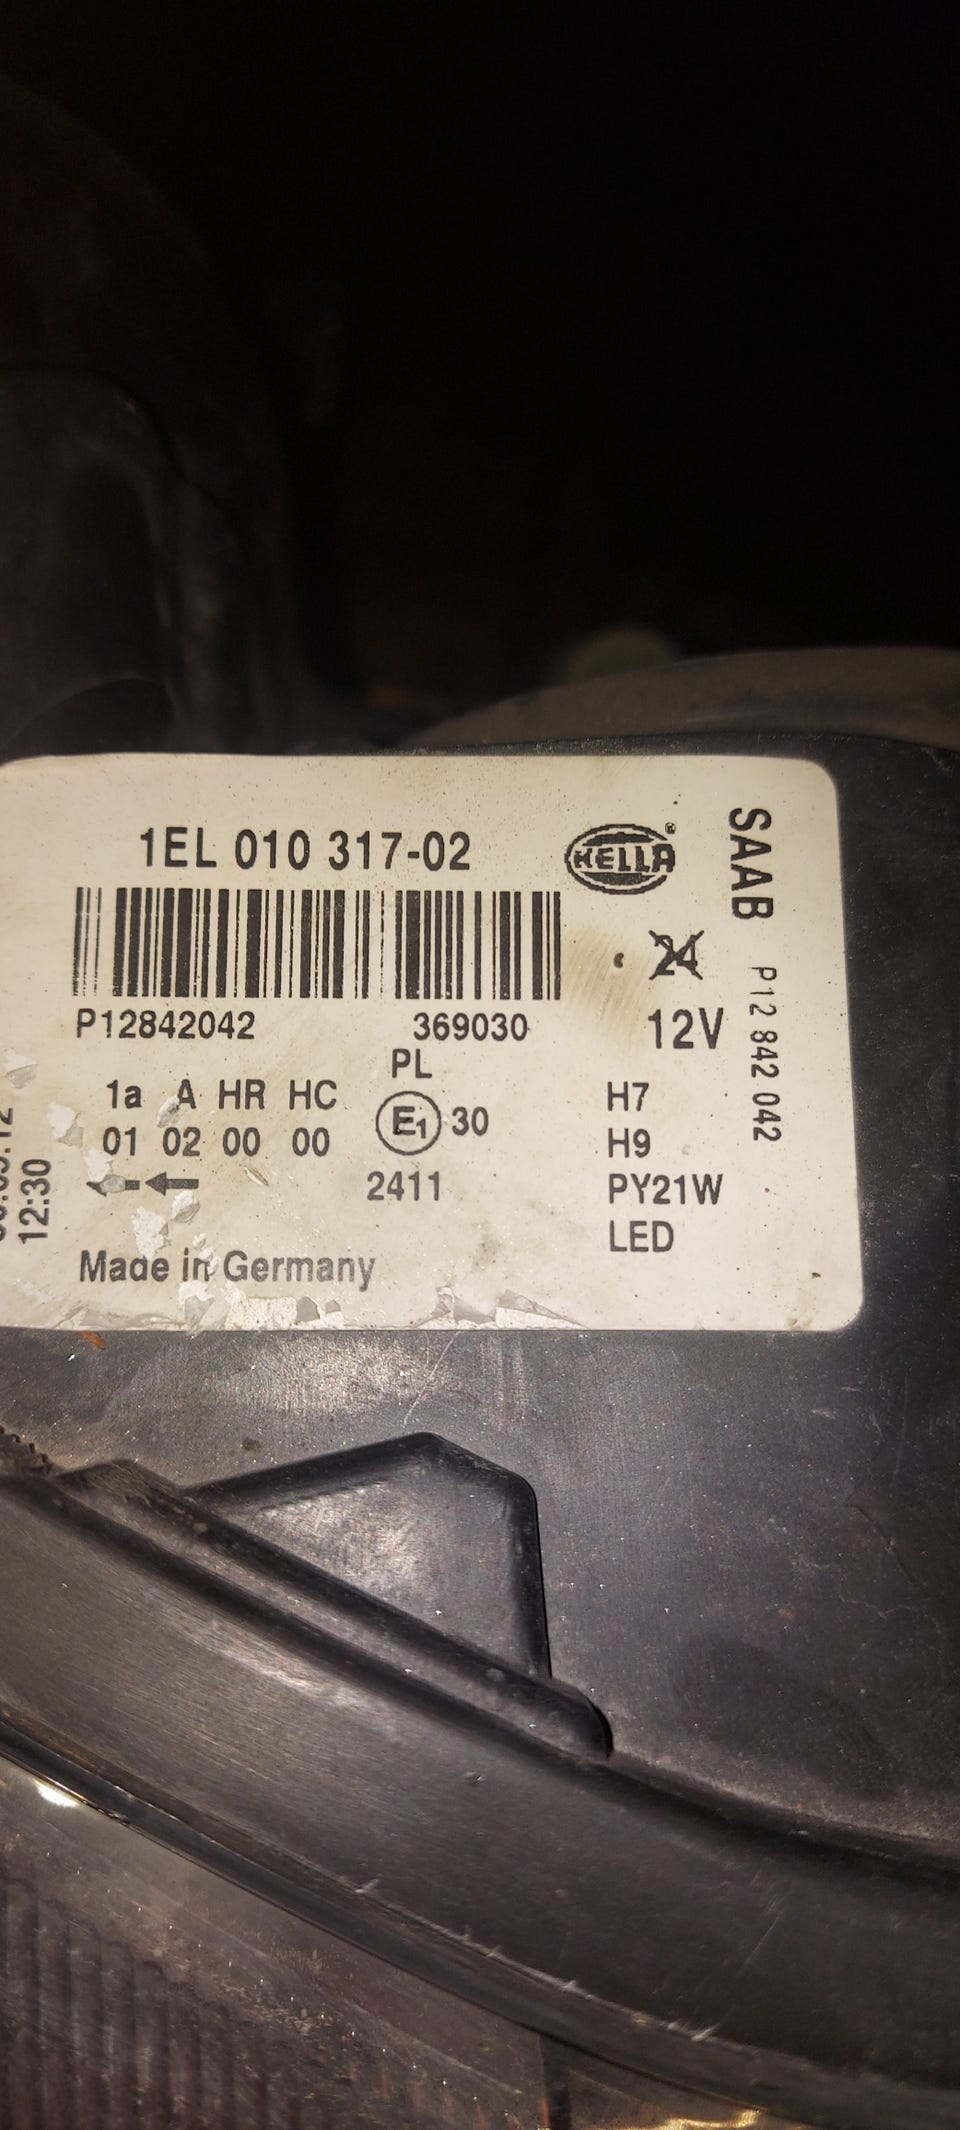 1EL 010 317-02
HELLA
SAAB P12 842 042
24
12V
P12842042 369030
PL
1a A HR HC
01 02 00 00
E1 30
2411
H7
H9
PY21W
LED
12:30
Made in Germany